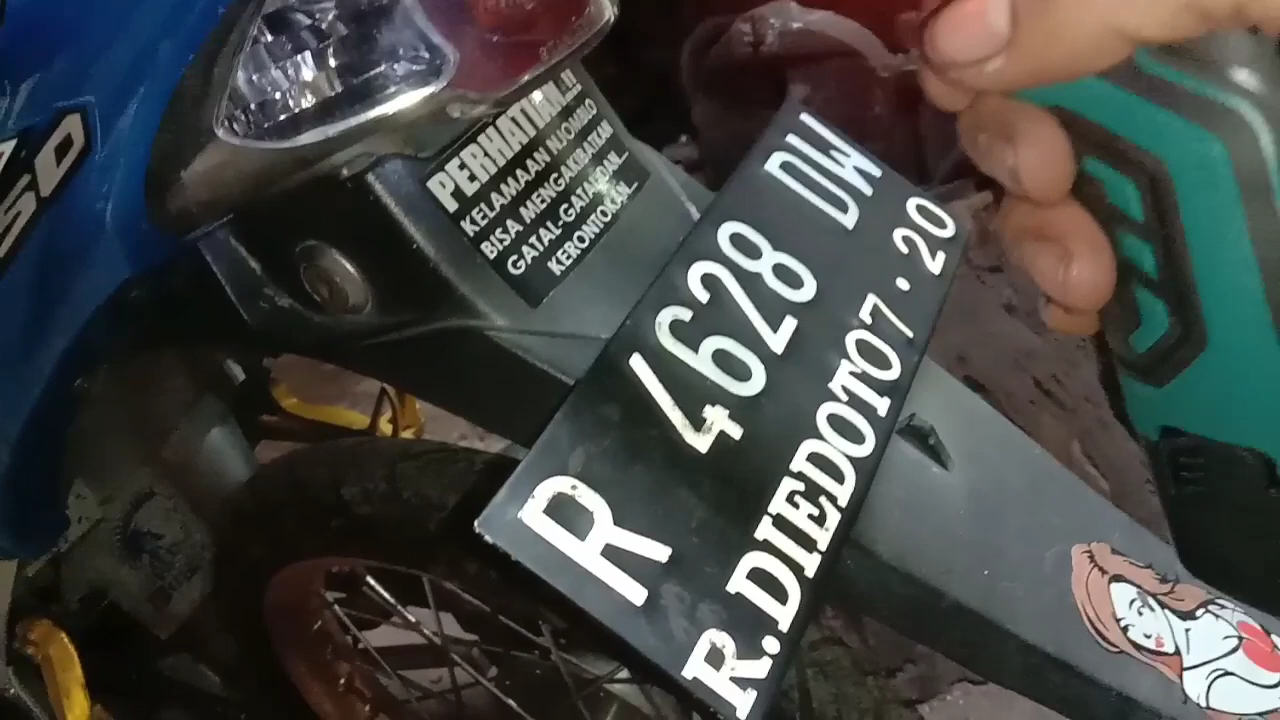 50
PERHATIAN..!!
KELAMAAN NJOMBLO
BISA MENGAKIBATKAN
GATAL-GATAL DAN...
KERONTOKAN...
R 4628 DW
R.DIEDOT07.20